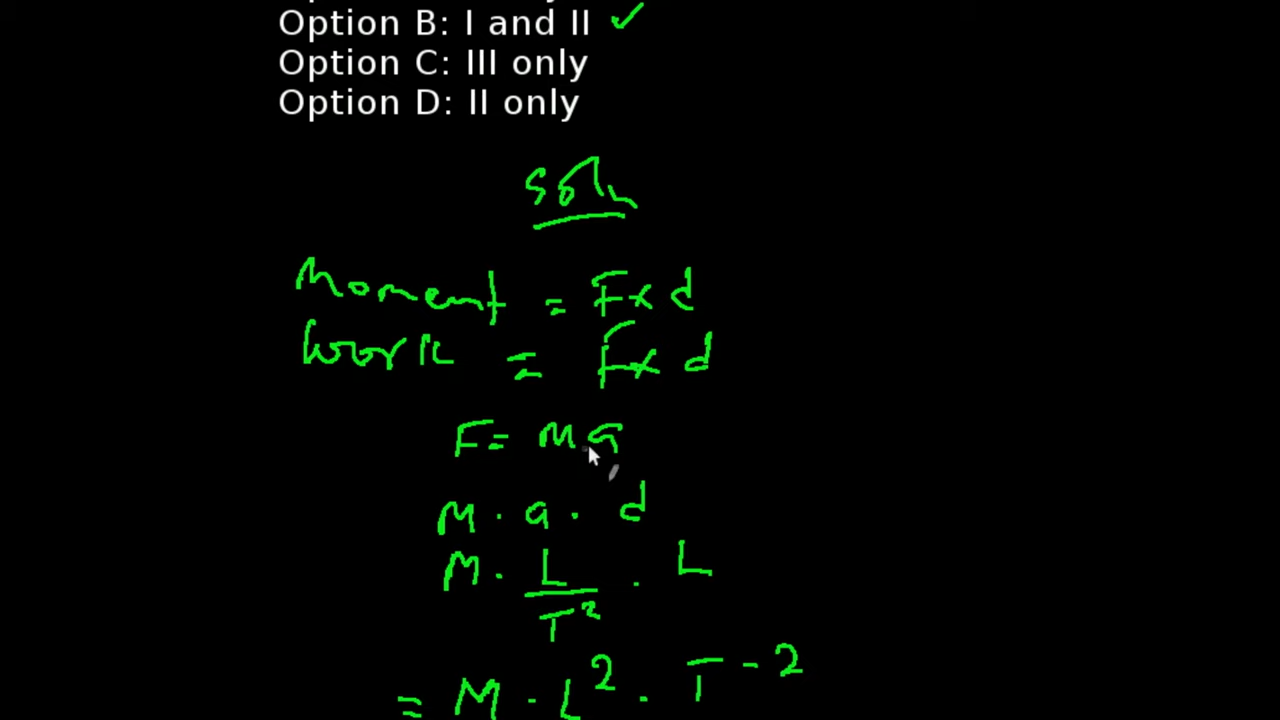 Option B: I and II ✓
Option C: III only
Option D: II only
soln
Moment = F x d
Work = F x d
F = ma
M · a · d
M · L/T² · L
= M · L² · T⁻²